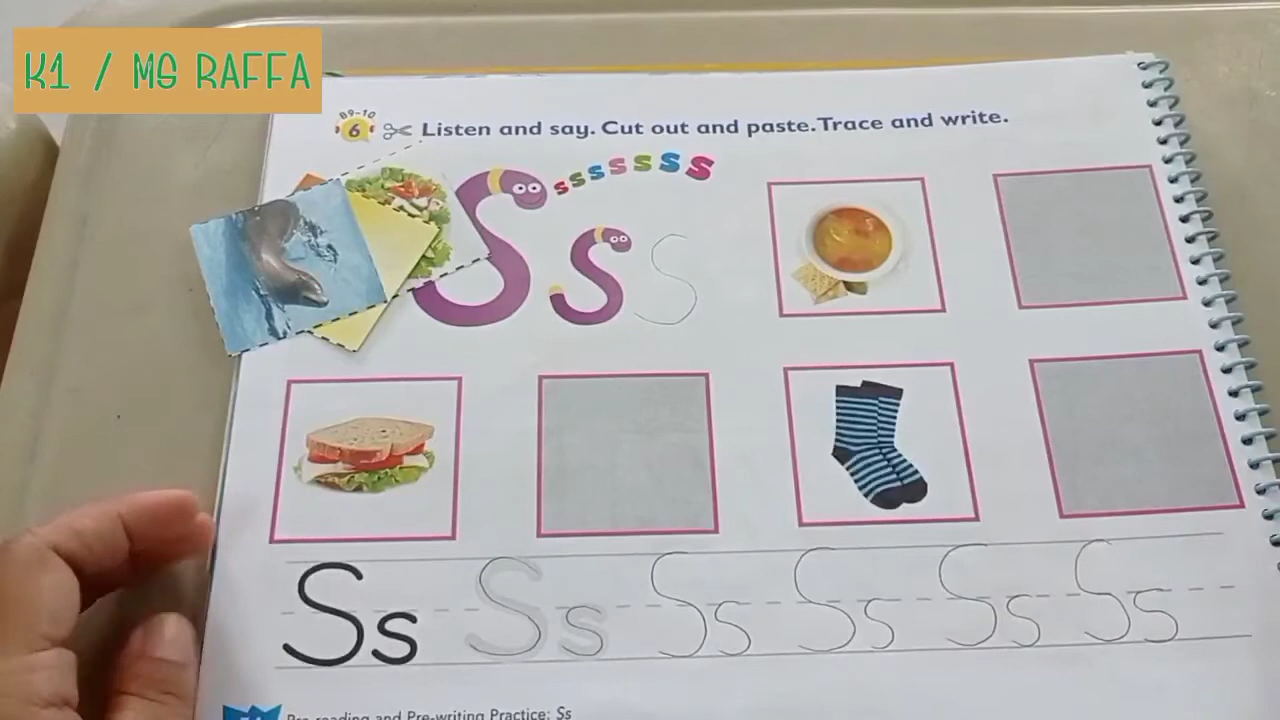 K1 / MS RAFFA
B9-10
6 Listen and say. Cut out and paste. Trace and write.
S sssssss
s s
Ss Ss Ss Ss Ss Ss
Pre-reading and Pre-writing Practice: Ss